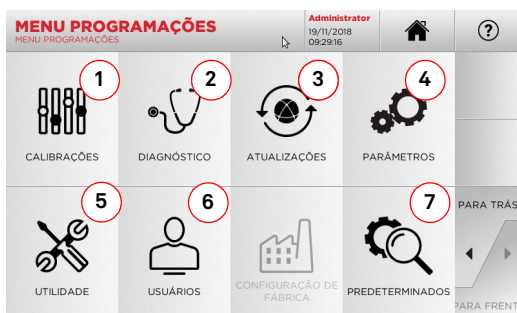 MENU PROGRAMAÇÕES
MENU PROGRAMAÇÕES
Administrator
19/11/2018
09:29:16
?
1
2
3
4
CALIBRAÇÕES
DIAGNÓSTICO
ATUALIZAÇÕES
PARÂMETROS
5
6
7
PARA TRÁS
UTILIDADE
USUÁRIOS
CONFIGURAÇÃO DE
FÁBRICA
PREDETERMINADOS
PARA FRENT